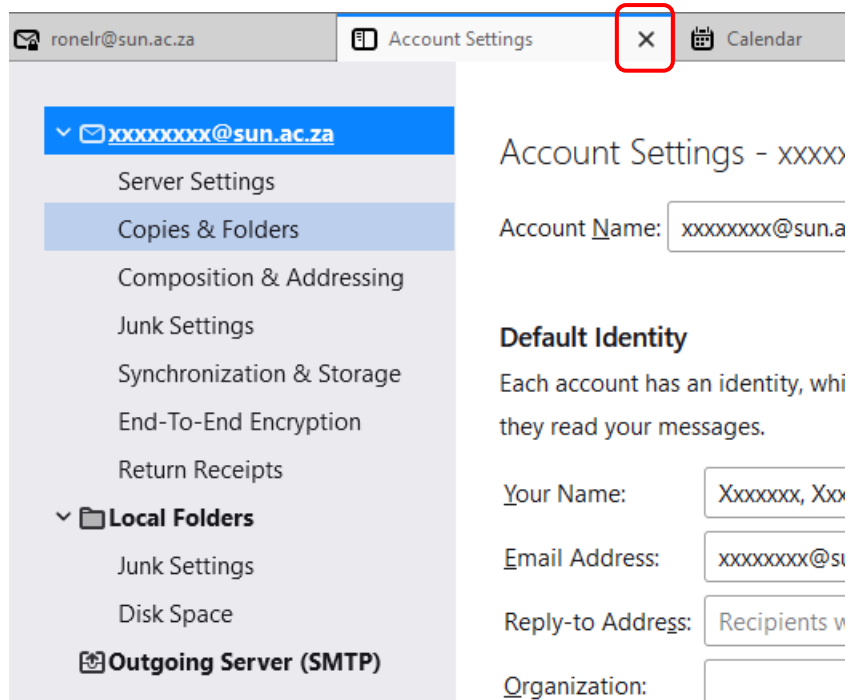 ronelr@sun.ac.za
Account Settings
Calendar
xxxxxxxx@sun.ac.za
Server Settings
Copies & Folders
Composition & Addressing
Junk Settings
Synchronization & Storage
End-To-End Encryption
Return Receipts
Local Folders
Junk Settings
Disk Space
Outgoing Server (SMTP)
Account Settings - xxxxx
Account Name: xxxxxxxx@sun.a
Default Identity
Each account has an identity, whi
they read your messages.
Your Name: Xxxxxxx, Xxx
Email Address: xxxxxxxx@su
Reply-to Address: Recipients w
Organization: